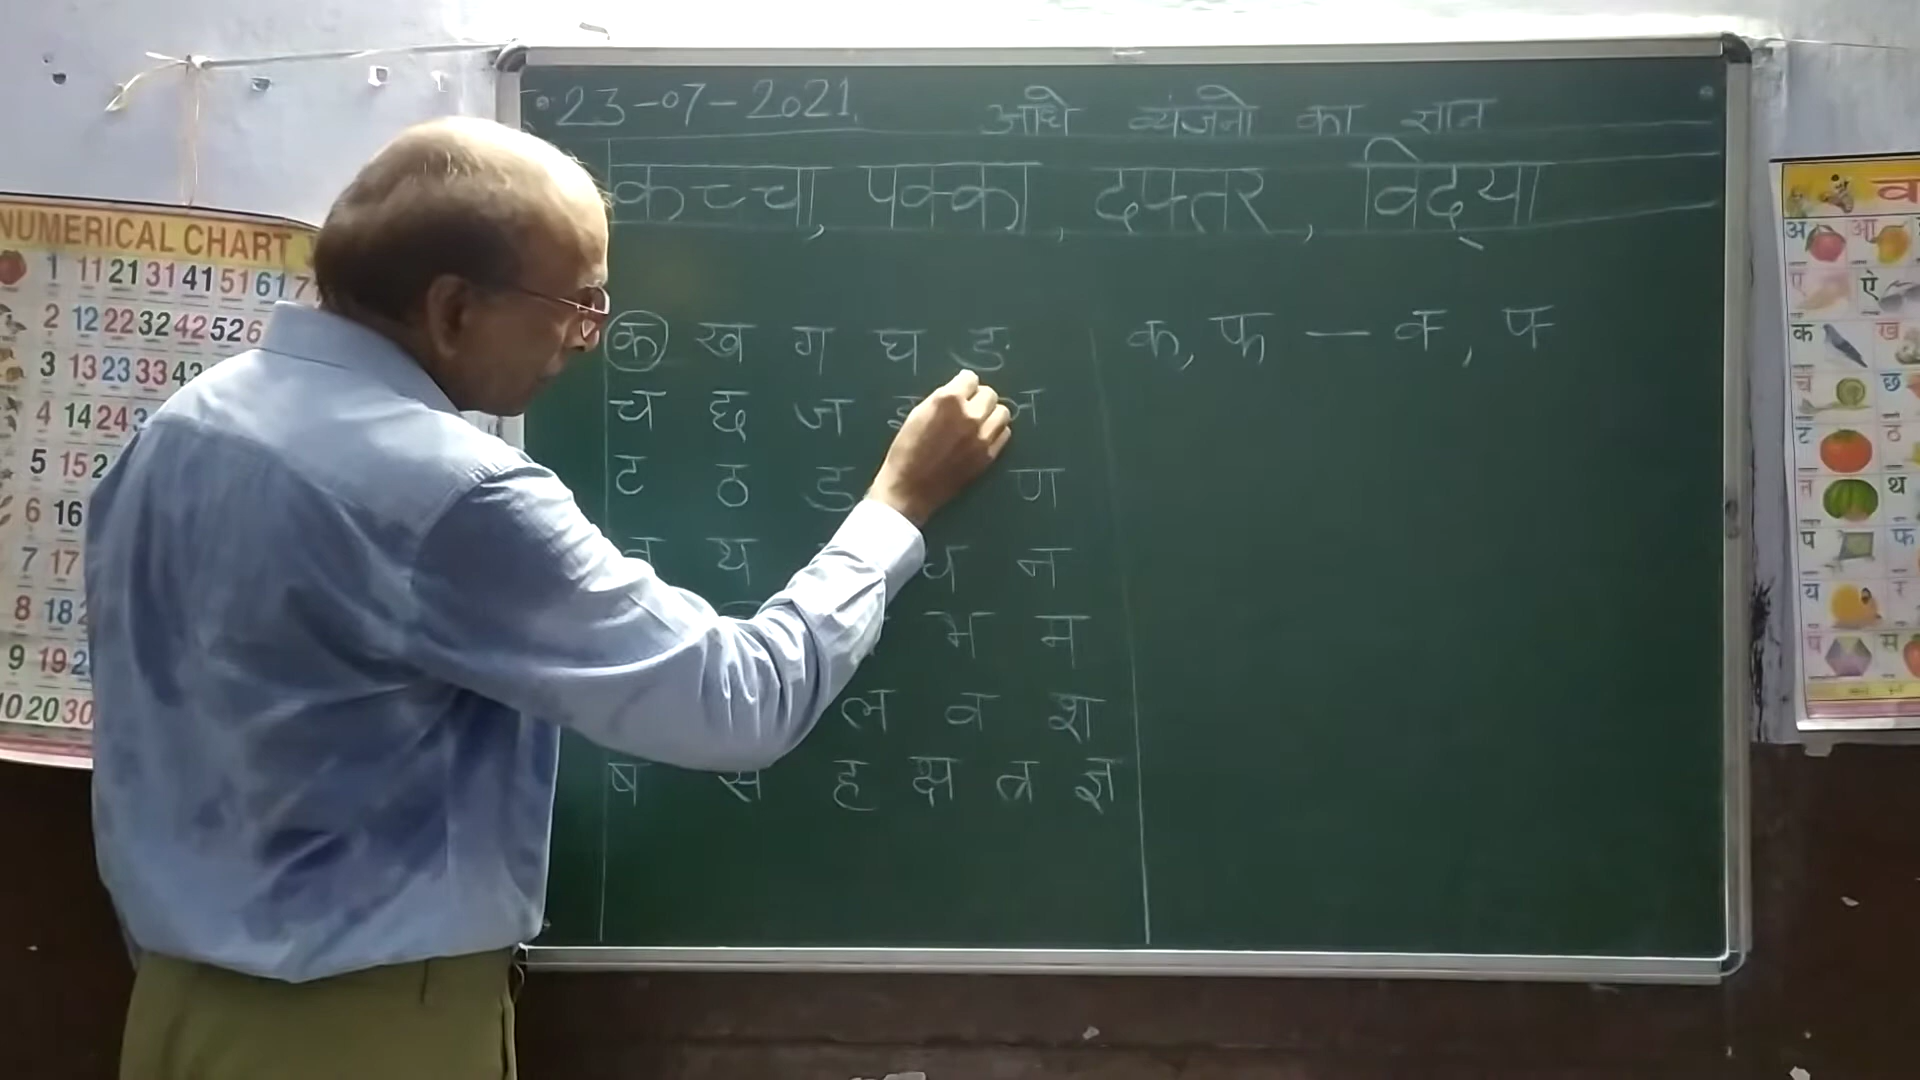 23-07-2021 आधे व्यंजनो का ज्ञान
कच्चा, पक्का, दफ्तर, विद्या
क ख ग घ ङ
क, फ — क्‍, फ्‍
च छ ज
ट ठ ड ण
य ध न
भ म
ल व श
ष स ह क्ष त्र ज्ञ
NUMERICAL CHART
1 11 21 31 41 51 61
2 12 22 32 42 52
3 13 23 33
4 14 24
5 15
6 16
7 17
8 18
9 19
10 20 30
अ आ
ए ऐ
क ख
च छ
ट ठ
त थ
प फ
य र
ष स